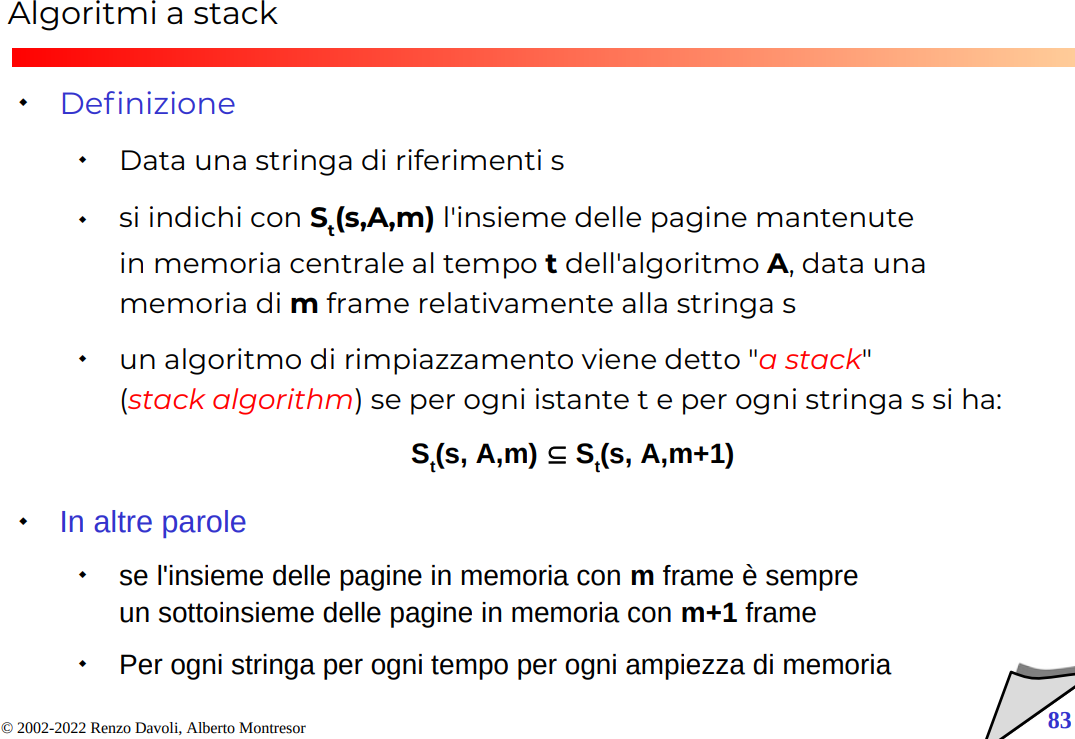 Algoritmi a stack
Definizione
Data una stringa di riferimenti s
si indichi con St(s,A,m) l'insieme delle pagine mantenute
in memoria centrale al tempo t dell'algoritmo A, data una
memoria di m frame relativamente alla stringa s
un algoritmo di rimpiazzamento viene detto "a stack"
(stack algorithm) se per ogni istante t e per ogni stringa s si ha:
St(s, A,m) ⊆ St(s, A,m+1)
In altre parole
se l'insieme delle pagine in memoria con m frame è sempre
un sottoinsieme delle pagine in memoria con m+1 frame
Per ogni stringa per ogni tempo per ogni ampiezza di memoria
© 2002-2022 Renzo Davoli, Alberto Montresor
83